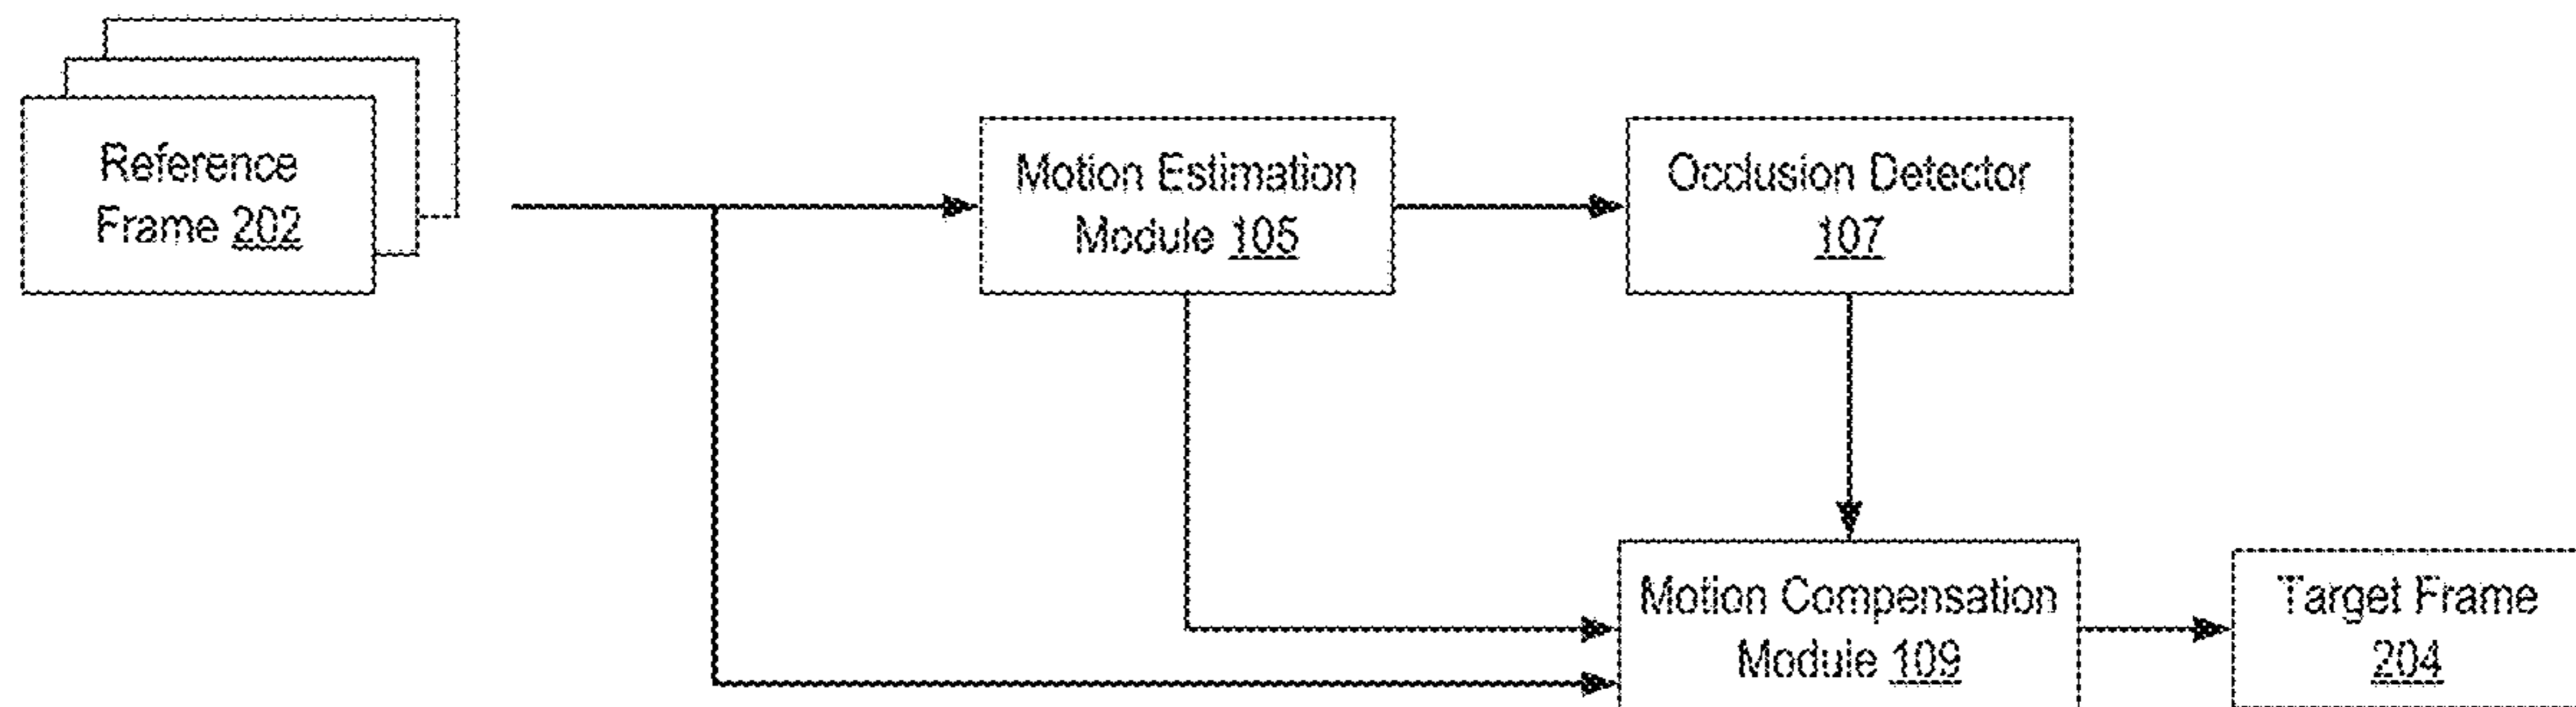 Reference
Frame 202
Motion Estimation
Module 105
Occlusion Detector
107
Motion Compensation
Module 109
Target Frame
204